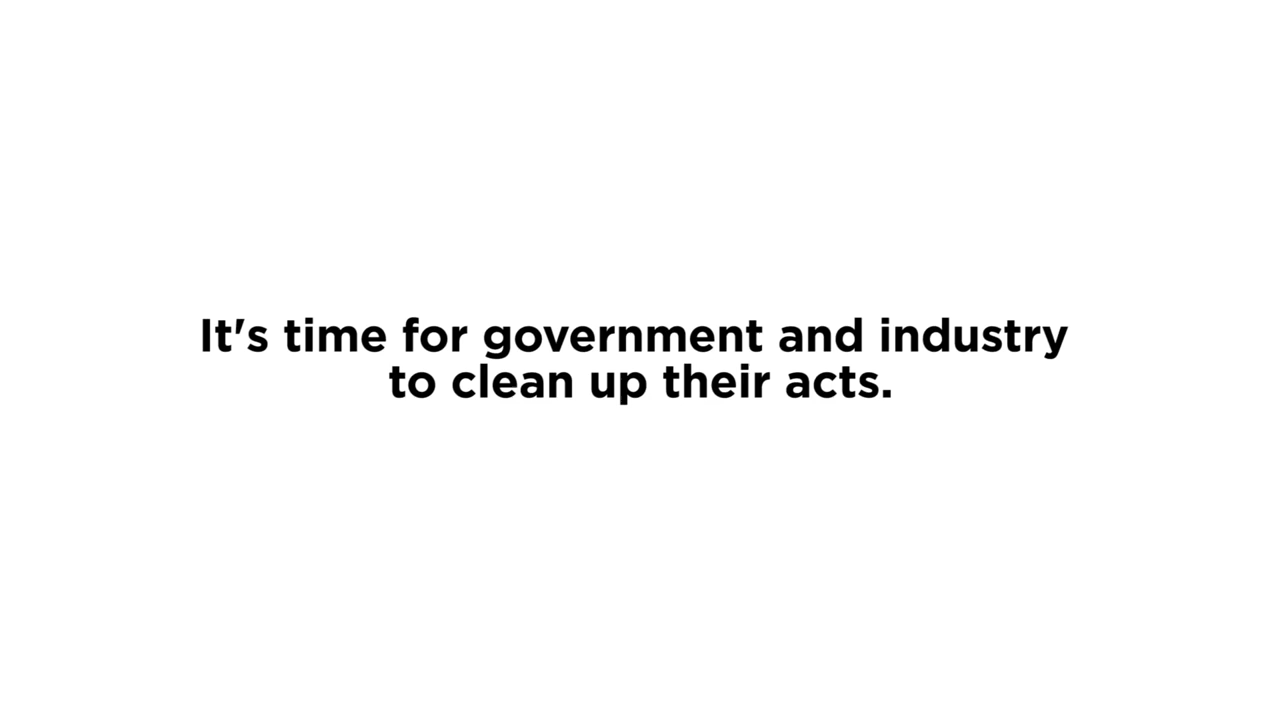 It's time for government and industry
to clean up their acts.